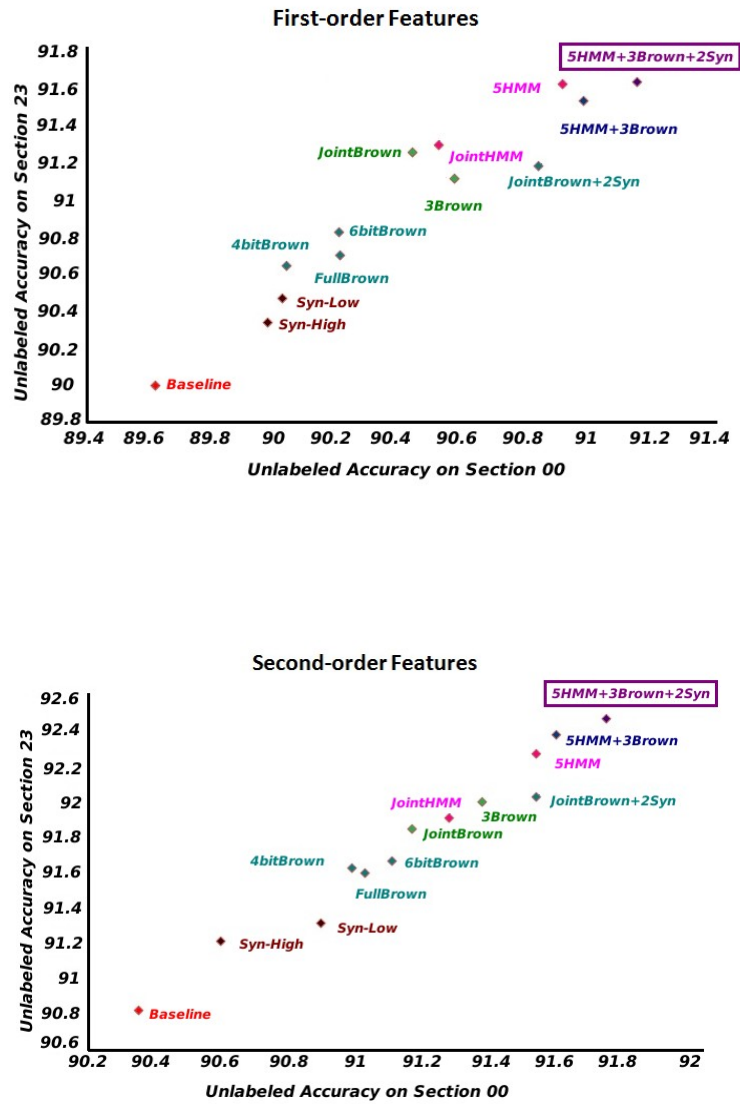 First-order Features
91.8
5HMM+3Brown+2Syn
91.6
5HMM
5HMM+3Brown
91.4
JointBrown
JointHMM
91.2
JointBrown+2Syn
3Brown
91
90.8
6bitBrown
4bitBrown
90.6
FullBrown
Syn-Low
90.4
Syn-High
90.2
90
Baseline
89.8
Unlabeled Accuracy on Section 23
89.4 89.6 89.8 90 90.2 90.4 90.6 90.8 91 91.2 91.4
Unlabeled Accuracy on Section 00
Second-order Features
92.6
5HMM+3Brown+2Syn
92.4
5HMM+3Brown
92.2
5HMM
92
JointHMM
JointBrown+2Syn
3Brown
91.8
JointBrown
91.6
4bitBrown
6bitBrown
FullBrown
91.4
Syn-Low
91.2
Syn-High
91
90.8
Baseline
90.6
Unlabeled Accuracy on Section 23
90.2 90.4 90.6 90.8 91 91.2 91.4 91.6 91.8 92
Unlabeled Accuracy on Section 00